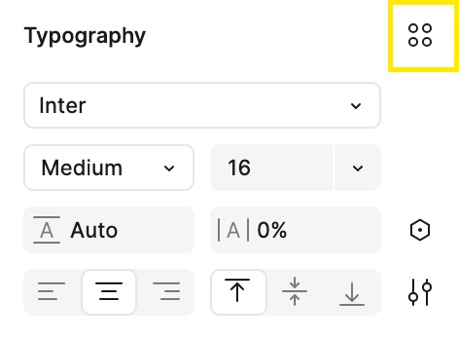 Typography
Inter
Medium 16
A Auto |A| 0%